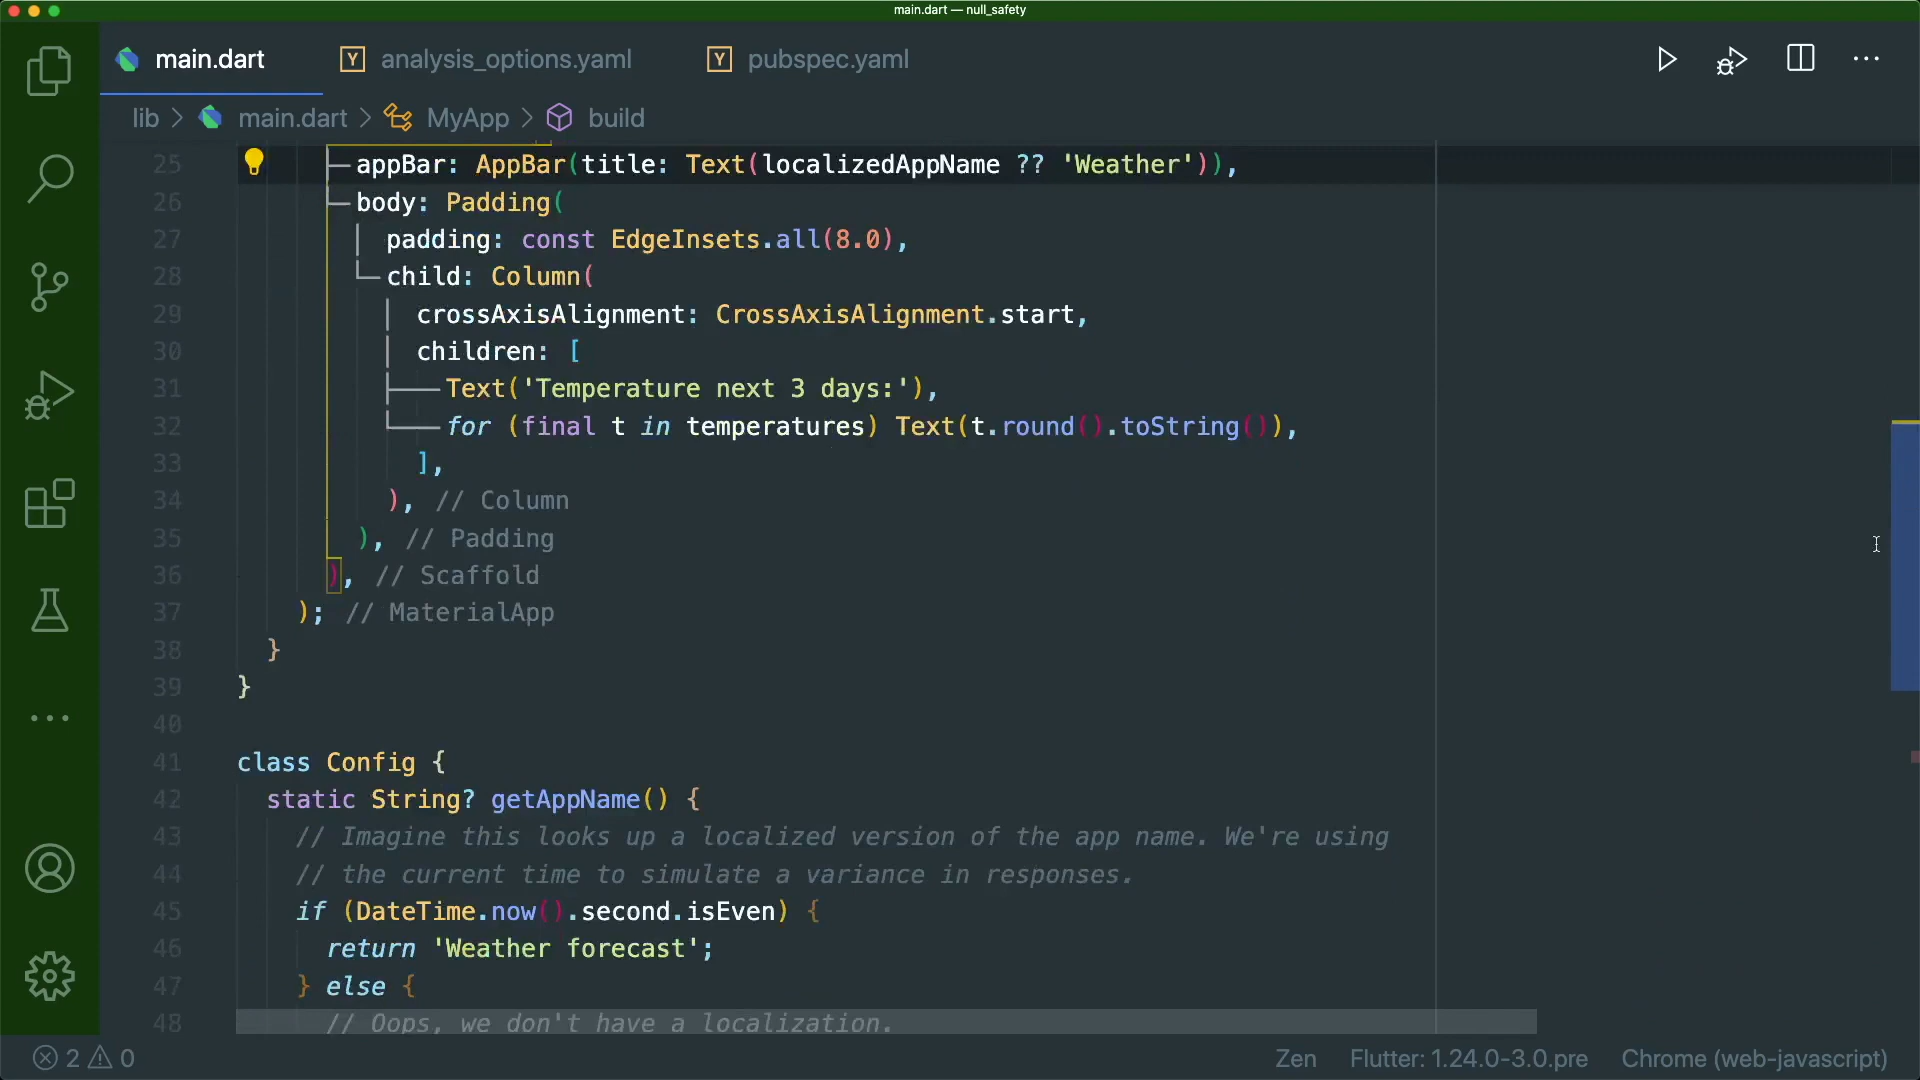 main.dart — null_safety
main.dart
Y analysis_options.yaml
Y pubspec.yaml
lib > main.dart > MyApp > build
25 appBar: AppBar(title: Text(localizedAppName ?? 'Weather')),
26 body: Padding(
27 padding: const EdgeInsets.all(8.0),
28 child: Column(
29 crossAxisAlignment: CrossAxisAlignment.start,
30 children: [
31 Text('Temperature next 3 days:'),
32 for (final t in temperatures) Text(t.round().toString()),
33 ],
34 ), // Column
35 ), // Padding
36 ), // Scaffold
37 ); // MaterialApp
38 }
39 }
40
41 class Config {
42 static String? getAppName() {
43 // Imagine this looks up a localized version of the app name. We're using
44 // the current time to simulate a variance in responses.
45 if (DateTime.now().second.isEven) {
46 return 'Weather forecast';
47 } else {
48 // Oops, we don't have a localization.
2 0
Zen
Flutter: 1.24.0-3.0.pre
Chrome (web-javascript)